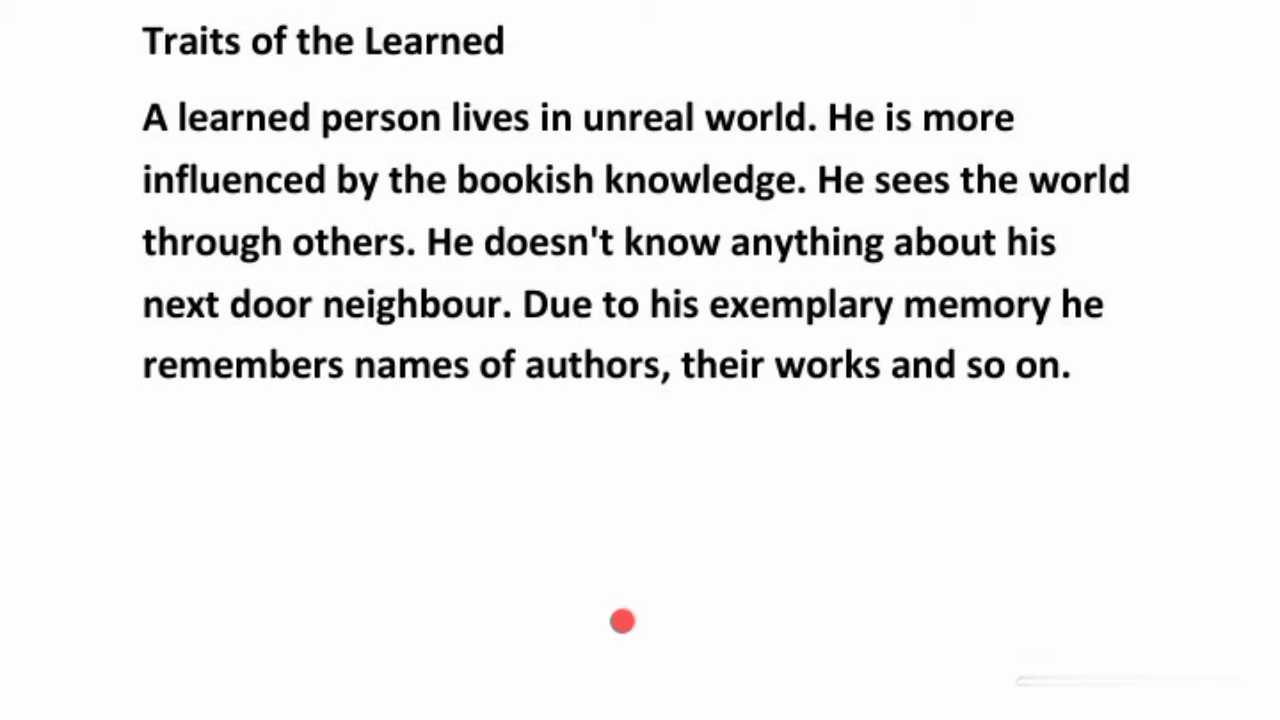 Traits of the Learned
A learned person lives in unreal world. He is more
influenced by the bookish knowledge. He sees the world
through others. He doesn't know anything about his
next door neighbour. Due to his exemplary memory he
remembers names of authors, their works and so on.